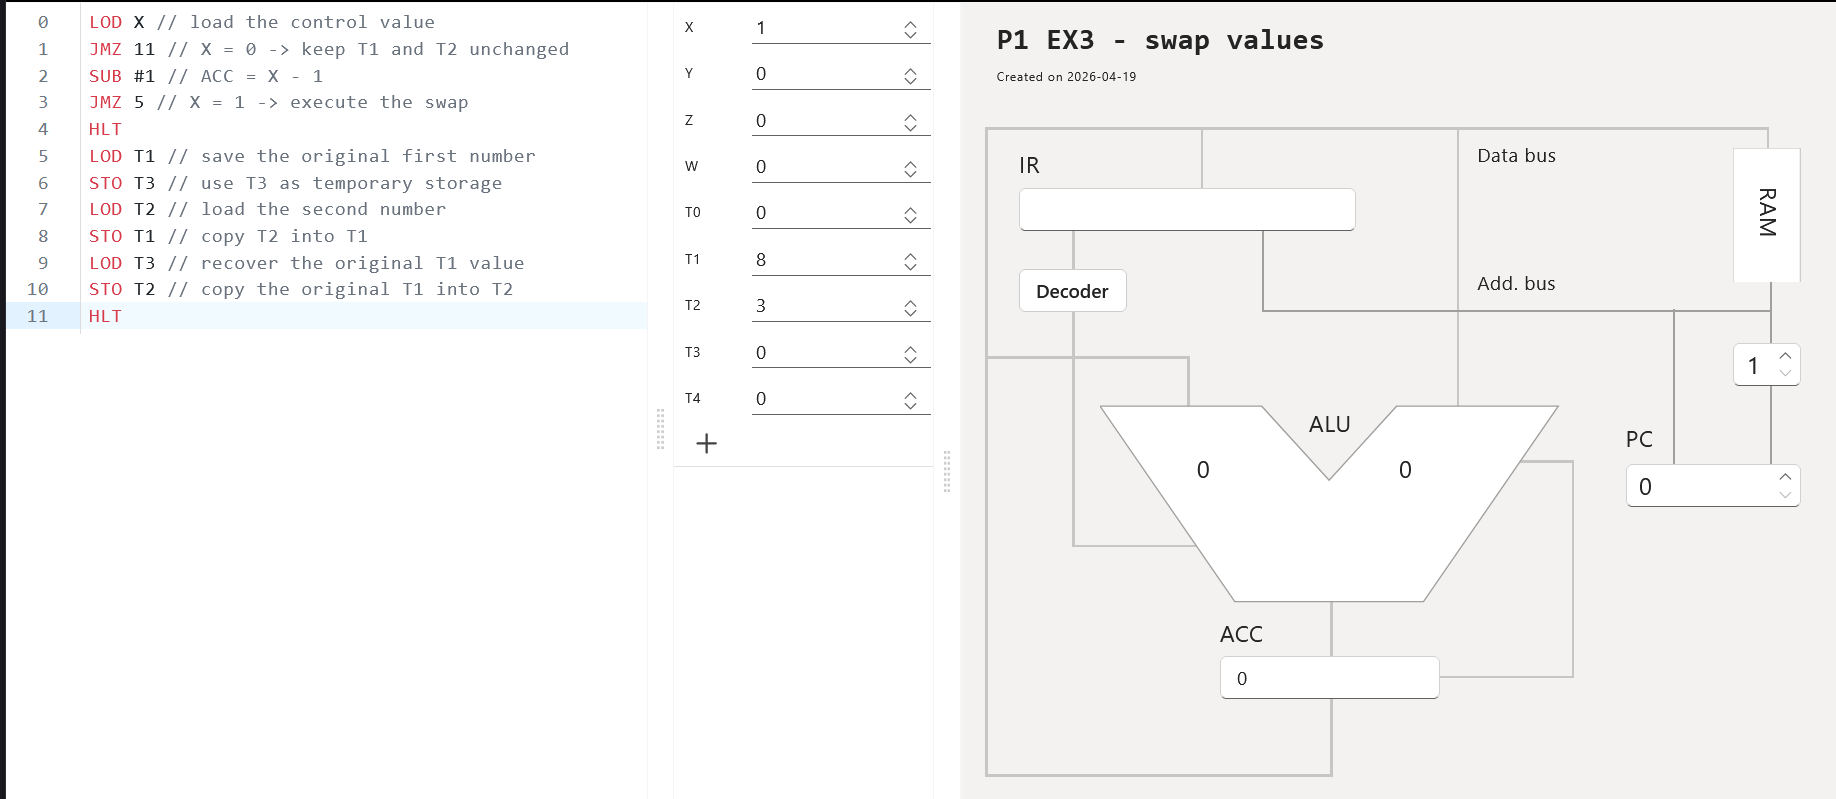 0 LOD X // load the control value
1 JMZ 11 // X = 0 -> keep T1 and T2 unchanged
2 SUB #1 // ACC = X - 1
3 JMZ 5 // X = 1 -> execute the swap
4 HLT
5 LOD T1 // save the original first number
6 STO T3 // use T3 as temporary storage
7 LOD T2 // load the second number
8 STO T1 // copy T2 into T1
9 LOD T3 // recover the original T1 value
10 STO T2 // copy the original T1 into T2
11 HLT
X 1
Y 0
Z 0
W 0
T0 0
T1 8
T2 3
T3 0
T4 0
+
P1 EX3 - swap values
Created on 2026-04-19
IR
Data bus
RAM
Decoder
Add. bus
1
ALU
0 0
PC
0
ACC
0